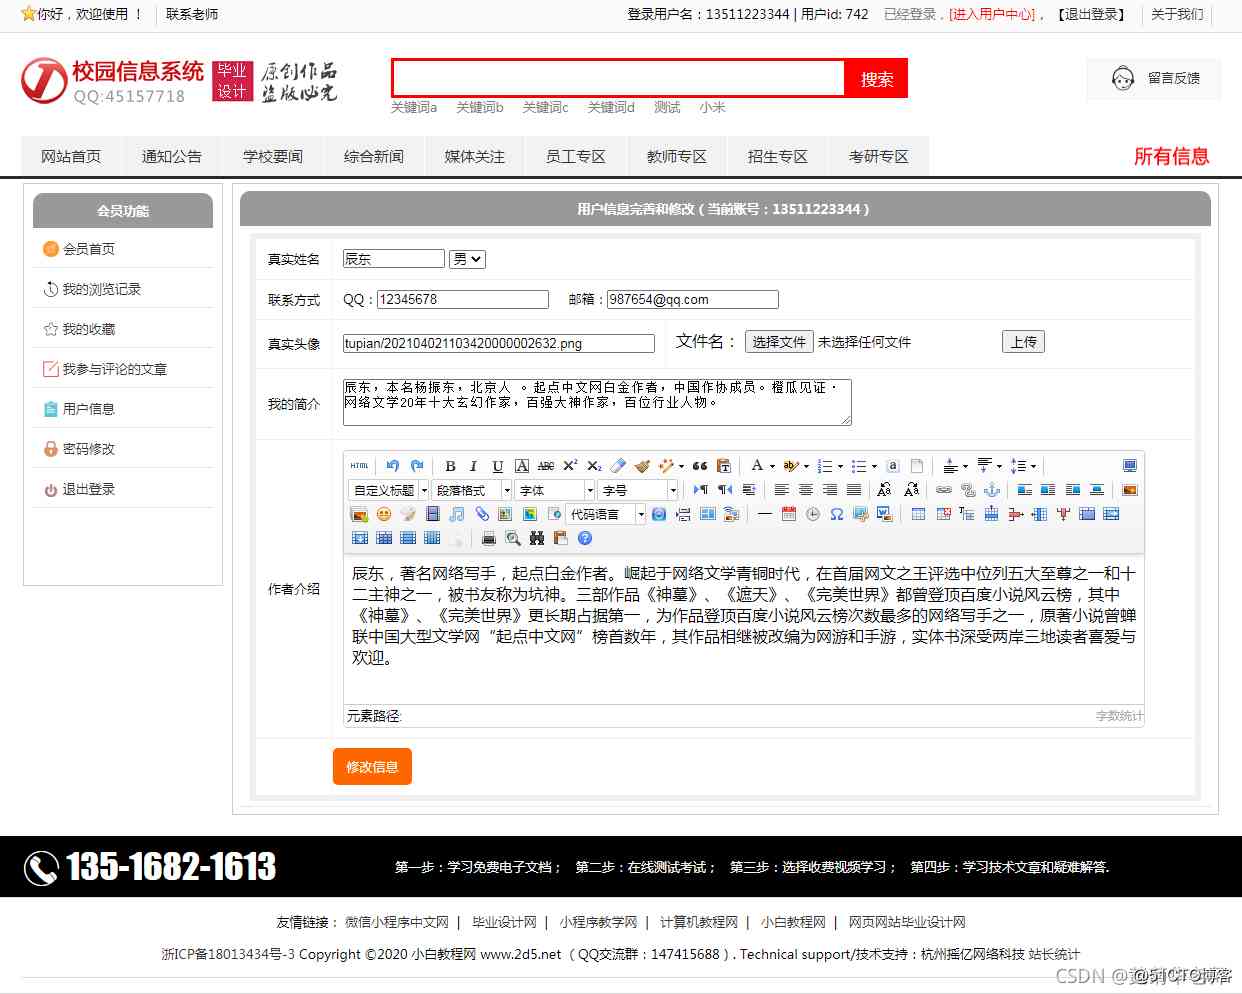 你好，欢迎使用 ！ 联系老师 登录用户名：13511223344 | 用户id: 742 已经登录，[进入用户中心]， 【退出登录】 关于我们
校园信息系统 毕业设计 原创作品 盗版必究
QQ:45157718
搜索
留言反馈
关键词a 关键词b 关键词c 关键词d 测试 小米
网站首页 通知公告 学校要闻 综合新闻 媒体关注 员工专区 教师专区 招生专区 考研专区 所有信息
会员功能
会员首页
我的浏览记录
我的收藏
我参与评论的文章
用户信息
密码修改
退出登录
用户信息完善和修改 ( 当前账号：13511223344 )
真实姓名 辰东 男
联系方式 QQ：12345678 邮箱：987654@qq.com
真实头像 tupian/202104021103420000002632.png 文件名： 选择文件 未选择任何文件 上传
我的简介 辰东，本名杨振东，北京人 。起点中文网白金作者，中国作协成员。橙瓜见证·
网络文学20年十大玄幻作家，百强大神作家，百位行业人物。
HTML
自定义标题 段落格式 字体 字号
代码语言
作者介绍
辰东，著名网络写手，起点白金作者。崛起于网络文学青铜时代，在首届网文之王评选中位列五大至尊之一和十
二主神之一，被书友称为坑神。三部作品《神墓》、《遮天》、《完美世界》都曾登顶百度小说风云榜，其中
《神墓》、《完美世界》更长期占据第一，为作品登顶百度小说风云榜次数最多的网络写手之一，原著小说曾蝉
联中国大型文学网“起点中文网”榜首数年，其作品相继被改编为网游和手游，实体书深受两岸三地读者喜爱与
欢迎。
元素路径: 字数统计
修改信息
135-1682-1613 第一步：学习免费电子文档； 第二步：在线测试考试； 第三步：选择收费视频学习； 第四步：学习技术文章和疑难解答.
友情链接： 微信小程序中文网 | 毕业设计网 | 小程序教学网 | 计算机教程网 | 小白教程网 | 网页网站毕业设计网
浙ICP备18013434号-3 Copyright ©2020 小白教程网 www.2d5.net （ QQ交流群：147415688 ）. Technical support/技术支持：杭州摇亿网络科技 站长统计
CSDN @51CTO博客